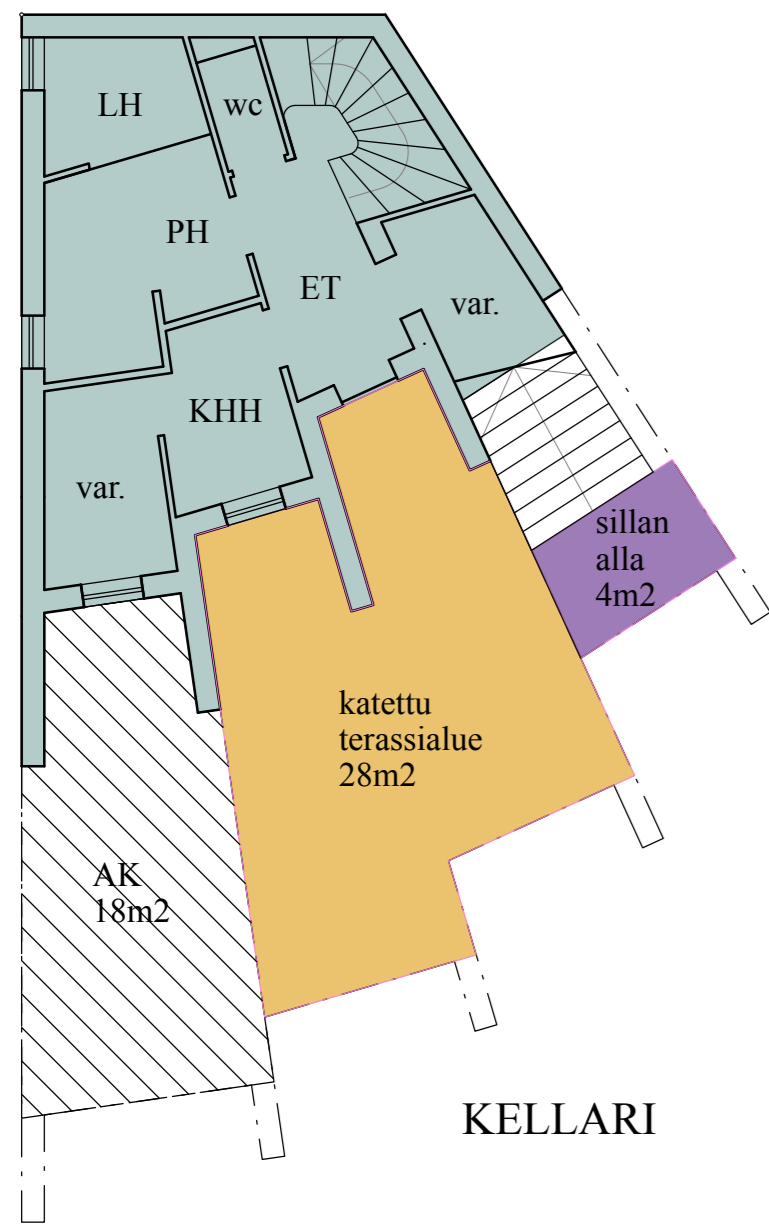 LH
wc
PH
ET
var.
KHH
var.
sillan
alla
4m2
katettu
terassialue
28m2
AK
18m2
KELLARI